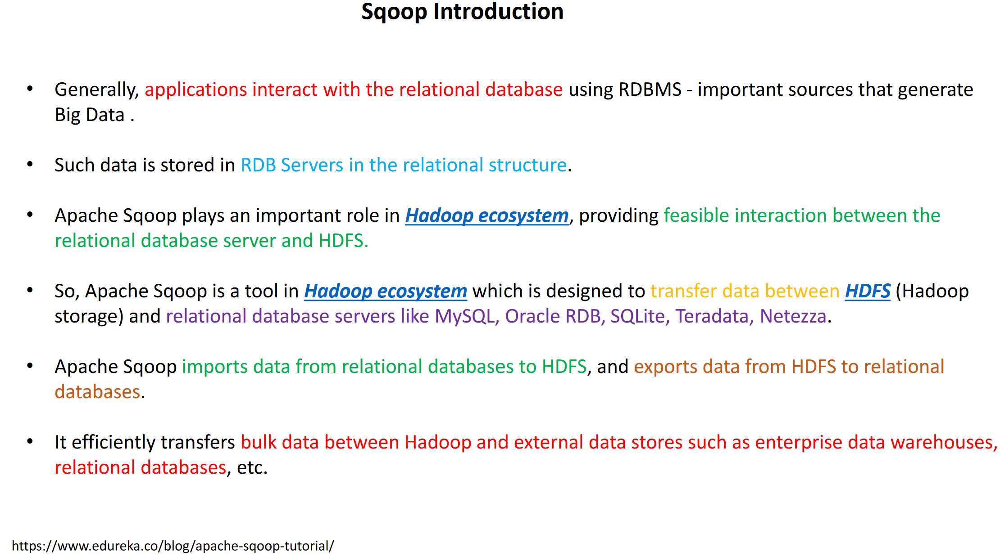 Sqoop Introduction
• Generally, applications interact with the relational database using RDBMS - important sources that generate
Big Data .
• Such data is stored in RDB Servers in the relational structure.
• Apache Sqoop plays an important role in Hadoop ecosystem, providing feasible interaction between the
relational database server and HDFS.
• So, Apache Sqoop is a tool in Hadoop ecosystem which is designed to transfer data between HDFS (Hadoop
storage) and relational database servers like MySQL, Oracle RDB, SQLite, Teradata, Netezza.
• Apache Sqoop imports data from relational databases to HDFS, and exports data from HDFS to relational
databases.
• It efficiently transfers bulk data between Hadoop and external data stores such as enterprise data warehouses,
relational databases, etc.
https://www.edureka.co/blog/apache-sqoop-tutorial/